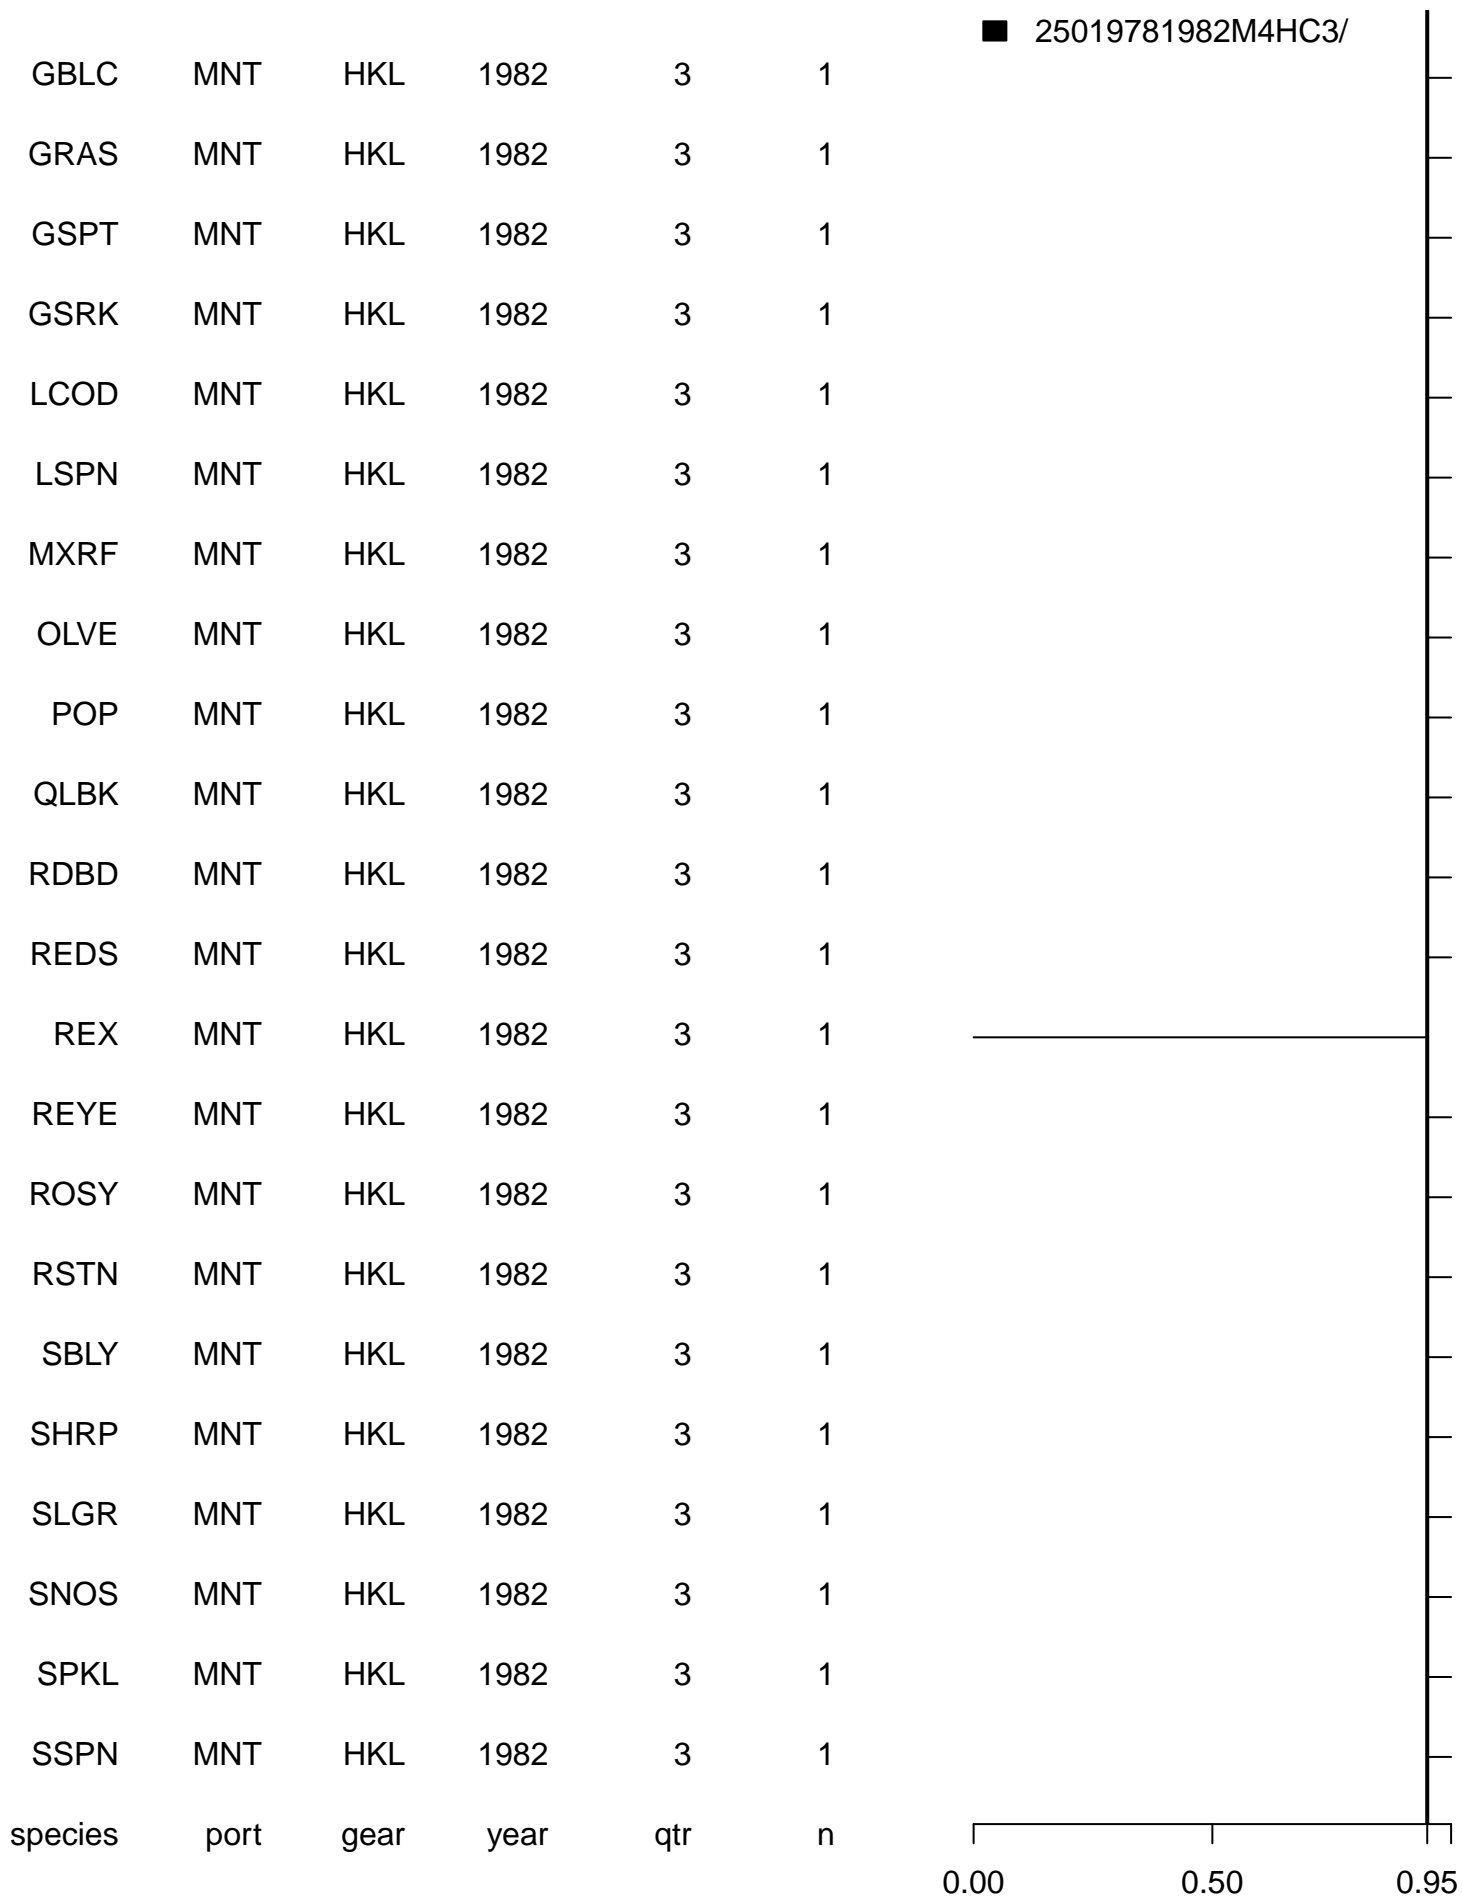 25019781982M4HC3/
GBLC MNT HKL 1982 3 1
GRAS MNT HKL 1982 3 1
GSPT MNT HKL 1982 3 1
GSRK MNT HKL 1982 3 1
LCOD MNT HKL 1982 3 1
LSPN MNT HKL 1982 3 1
MXRF MNT HKL 1982 3 1
OLVE MNT HKL 1982 3 1
POP MNT HKL 1982 3 1
QLBK MNT HKL 1982 3 1
RDBD MNT HKL 1982 3 1
REDS MNT HKL 1982 3 1
REX MNT HKL 1982 3 1
REYE MNT HKL 1982 3 1
ROSY MNT HKL 1982 3 1
RSTN MNT HKL 1982 3 1
SBLY MNT HKL 1982 3 1
SHRP MNT HKL 1982 3 1
SLGR MNT HKL 1982 3 1
SNOS MNT HKL 1982 3 1
SPKL MNT HKL 1982 3 1
SSPN MNT HKL 1982 3 1
species port gear year qtr n
0.00 0.50 0.95